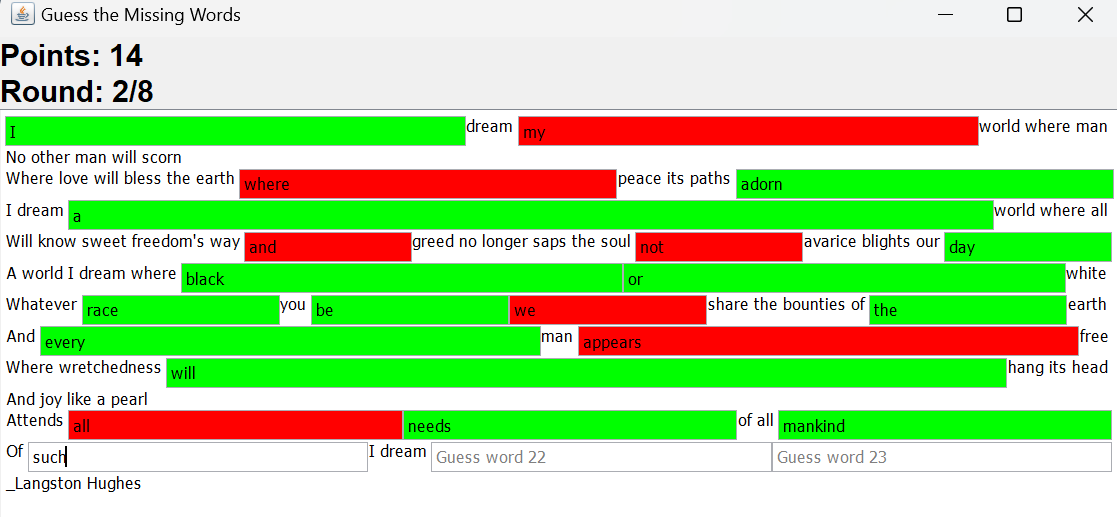 Guess the Missing Words
Points: 14
Round: 2/8
I dream my world where man
No other man will scorn
Where love will bless the earth where peace its paths adorn
I dream a world where all
Will know sweet freedom's way and greed no longer saps the soul not avarice blights our day
A world I dream where black or white
Whatever race you be we share the bounties of the earth
And every man appears free
Where wretchedness will hang its head
And joy like a pearl
Attends all needs of all mankind
Of such I dream Guess word 22 Guess word 23
_Langston Hughes